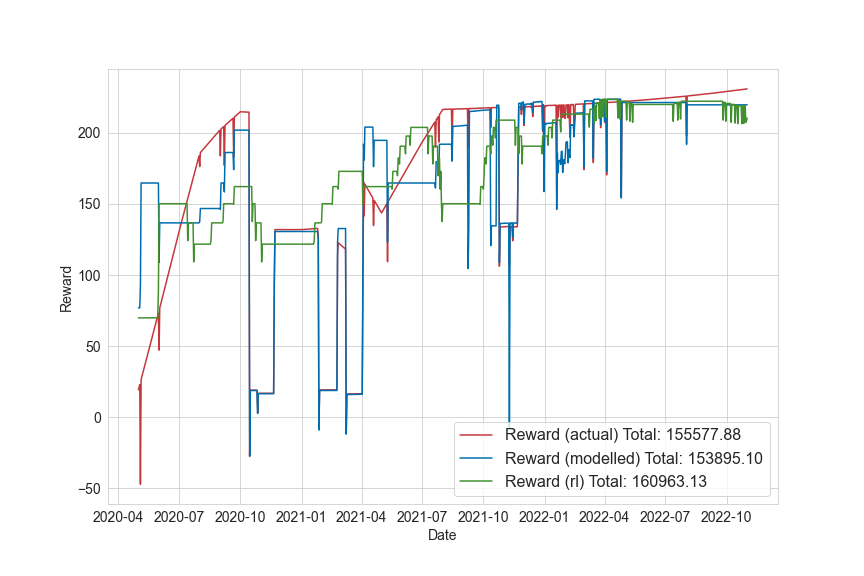 200
150
100
50
0
−50
Reward
Reward (actual) Total: 155577.88
Reward (modelled) Total: 153895.10
Reward (rl) Total: 160963.13
2020-04 2020-07 2020-10 2021-01 2021-04 2021-07 2021-10 2022-01 2022-04 2022-07 2022-10
Date